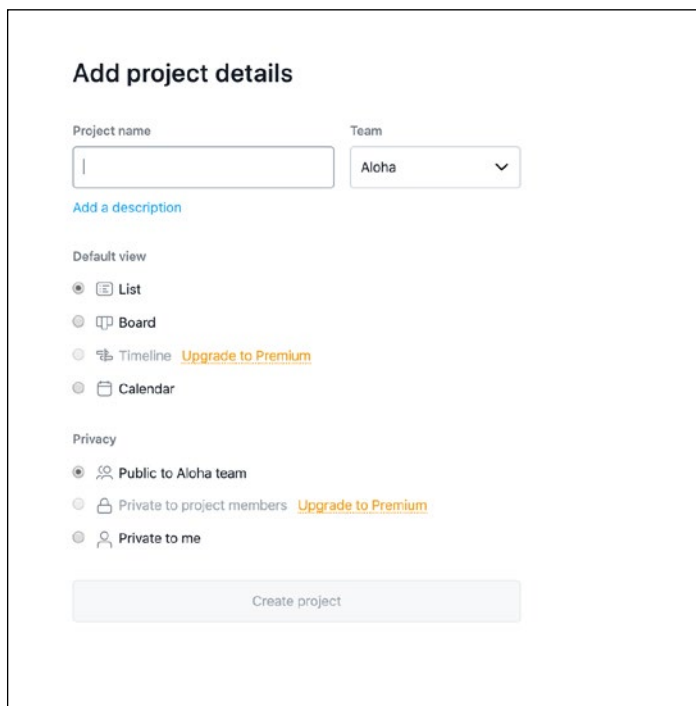 Add project details
Project name Team
Aloha
Add a description
Default view
List
Board
Timeline Upgrade to Premium
Calendar
Privacy
Public to Aloha team
Private to project members Upgrade to Premium
Private to me
Create project